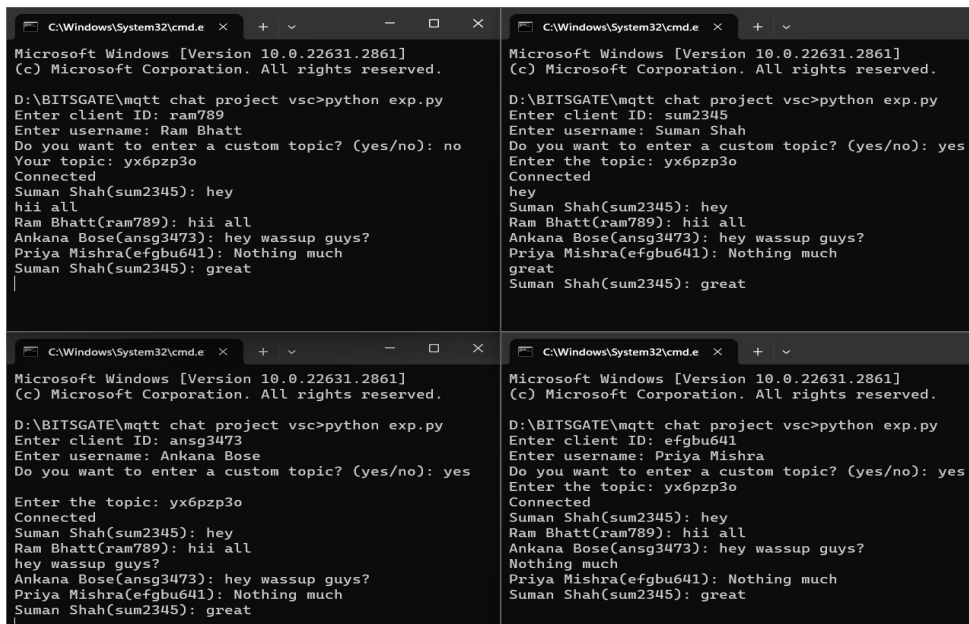 C:\Windows\System32\cmd.e
Microsoft Windows [Version 10.0.22631.2861]
(c) Microsoft Corporation. All rights reserved.
D:\BITSGATE\mqtt chat project vsc>python exp.py
Enter client ID: ram789
Enter username: Ram Bhatt
Do you want to enter a custom topic? (yes/no): no
Your topic: yx6pzp3o
Connected
Suman Shah(sum2345): hey
hii all
Ram Bhatt(ram789): hii all
Ankana Bose(ansg3473): hey wassup guys?
Priya Mishra(efgbu641): Nothing much
Suman Shah(sum2345): great
C:\Windows\System32\cmd.e
Microsoft Windows [Version 10.0.22631.2861]
(c) Microsoft Corporation. All rights reserved.
D:\BITSGATE\mqtt chat project vsc>python exp.py
Enter client ID: sum2345
Enter username: Suman Shah
Do you want to enter a custom topic? (yes/no): yes
Enter the topic: yx6pzp3o
Connected
hey
Suman Shah(sum2345): hey
Ram Bhatt(ram789): hii all
Ankana Bose(ansg3473): hey wassup guys?
Priya Mishra(efgbu641): Nothing much
great
Suman Shah(sum2345): great
C:\Windows\System32\cmd.e
Microsoft Windows [Version 10.0.22631.2861]
(c) Microsoft Corporation. All rights reserved.
D:\BITSGATE\mqtt chat project vsc>python exp.py
Enter client ID: ansg3473
Enter username: Ankana Bose
Do you want to enter a custom topic? (yes/no): yes
Enter the topic: yx6pzp3o
Connected
Suman Shah(sum2345): hey
Ram Bhatt(ram789): hii all
hey wassup guys?
Ankana Bose(ansg3473): hey wassup guys?
Priya Mishra(efgbu641): Nothing much
Suman Shah(sum2345): great
C:\Windows\System32\cmd.e
Microsoft Windows [Version 10.0.22631.2861]
(c) Microsoft Corporation. All rights reserved.
D:\BITSGATE\mqtt chat project vsc>python exp.py
Enter client ID: efgbu641
Enter username: Priya Mishra
Do you want to enter a custom topic? (yes/no): yes
Enter the topic: yx6pzp3o
Connected
Suman Shah(sum2345): hey
Ram Bhatt(ram789): hii all
Ankana Bose(ansg3473): hey wassup guys?
Nothing much
Priya Mishra(efgbu641): Nothing much
Suman Shah(sum2345): great